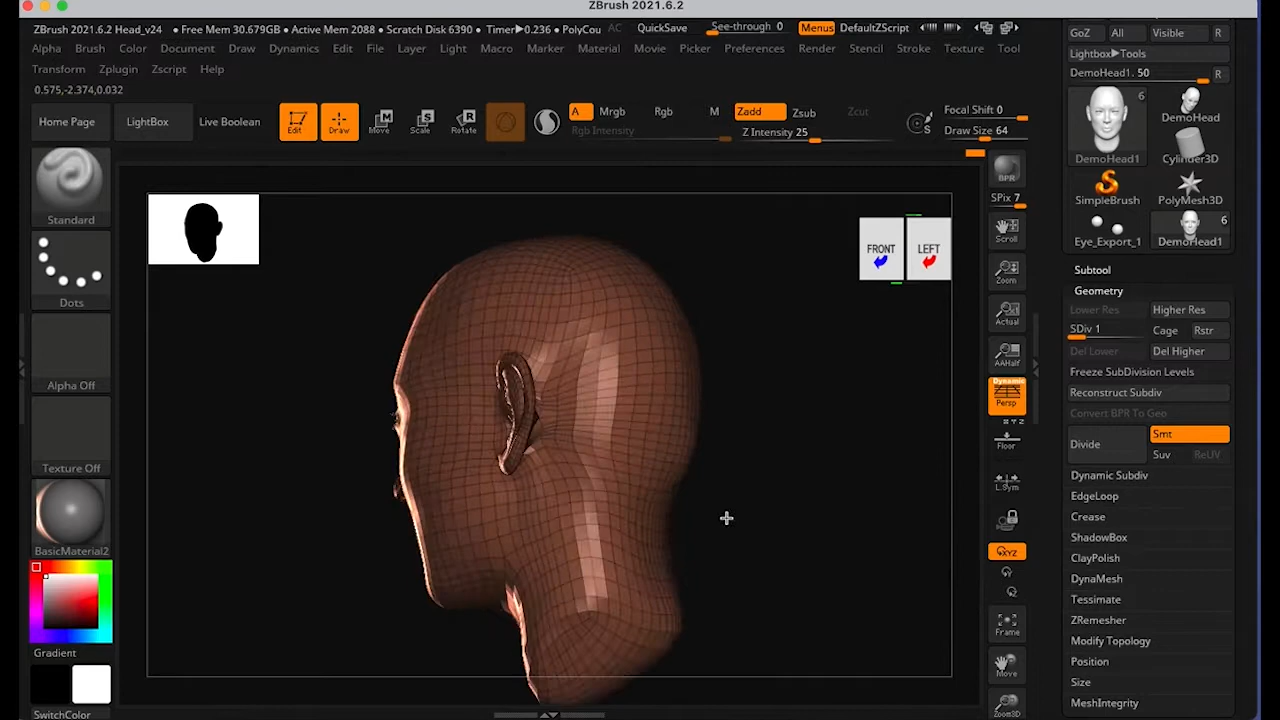 ZBrush 2021.6.2
ZBrush 2021.6.2 Head_v24 ● Free Mem 30.679GB ● Active Mem 2088 ● Scratch Disk 6390 ● Timer▶0.236 ● PolyCou AC QuickSave See-through 0 Menus DefaultZScript
Alpha Brush Color Document Draw Dynamics Edit File Layer Light Macro Marker Material Movie Picker Preferences Render Stencil Stroke Texture Tool
Transform Zplugin Zscript Help
0.575,-2.374,0.032
Home Page LightBox Live Boolean Edit Draw Move Scale Rotate A Mrgb Rgb M Zadd Zsub Zcut Focal Shift 0
Rgb Intensity Z Intensity 25 Draw Size 64
Standard
Dots
Alpha Off
Texture Off
BasicMaterial2
Gradient
SwitchColor
FRONT LEFT
BPR
SPix 7
Scroll
Zoom
Actual
AAHalf
Dynamic
Persp
X Y Z
Floor
L.Sym
XYZ
Frame
Move
Zoom3D
GoZ All Visible R
Lightbox▶Tools
DemoHead1. 50 R
6
DemoHead1 DemoHead
Cylinder3D
SimpleBrush PolyMesh3D
6
Eye_Export_1 DemoHead1
Subtool
Geometry
Lower Res Higher Res
SDiv 1 Cage Rstr
Del Lower Del Higher
Freeze SubDivision Levels
Reconstruct Subdiv
Convert BPR To Geo
Divide Smt
Suv ReUV
Dynamic Subdiv
EdgeLoop
Crease
ShadowBox
ClayPolish
DynaMesh
Tessimate
ZRemesher
Modify Topology
Position
Size
MeshIntegrity